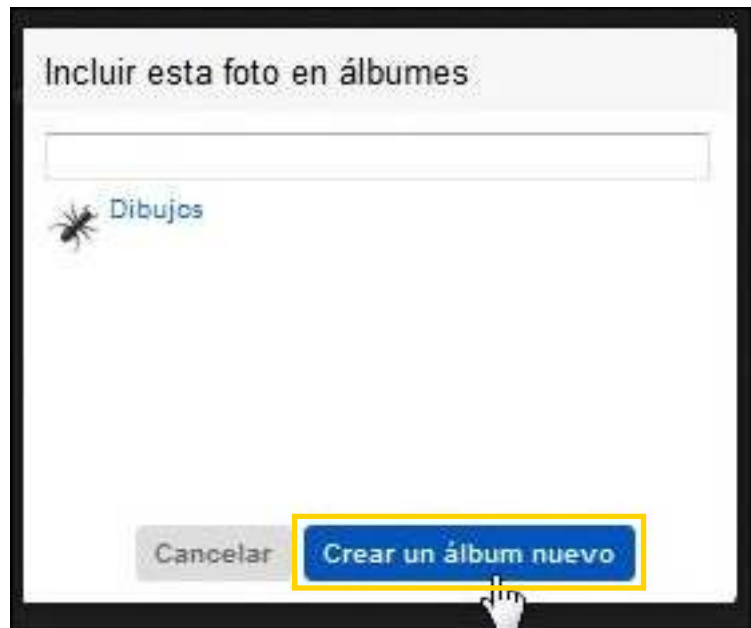 Incluir esta foto en álbumes
Dibujos
Cancelar
Crear un álbum nuevo